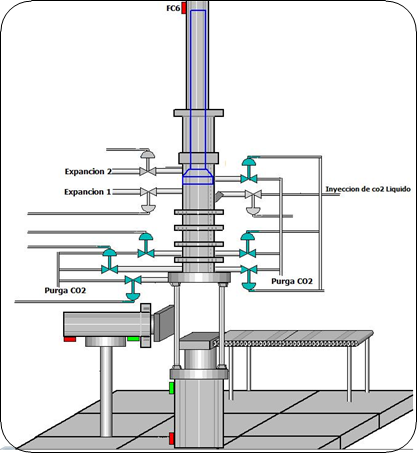 FC6
Expancion 2
Expancion 1
Inyeccion de co2 Liquido
Purga CO2
Purga CO2